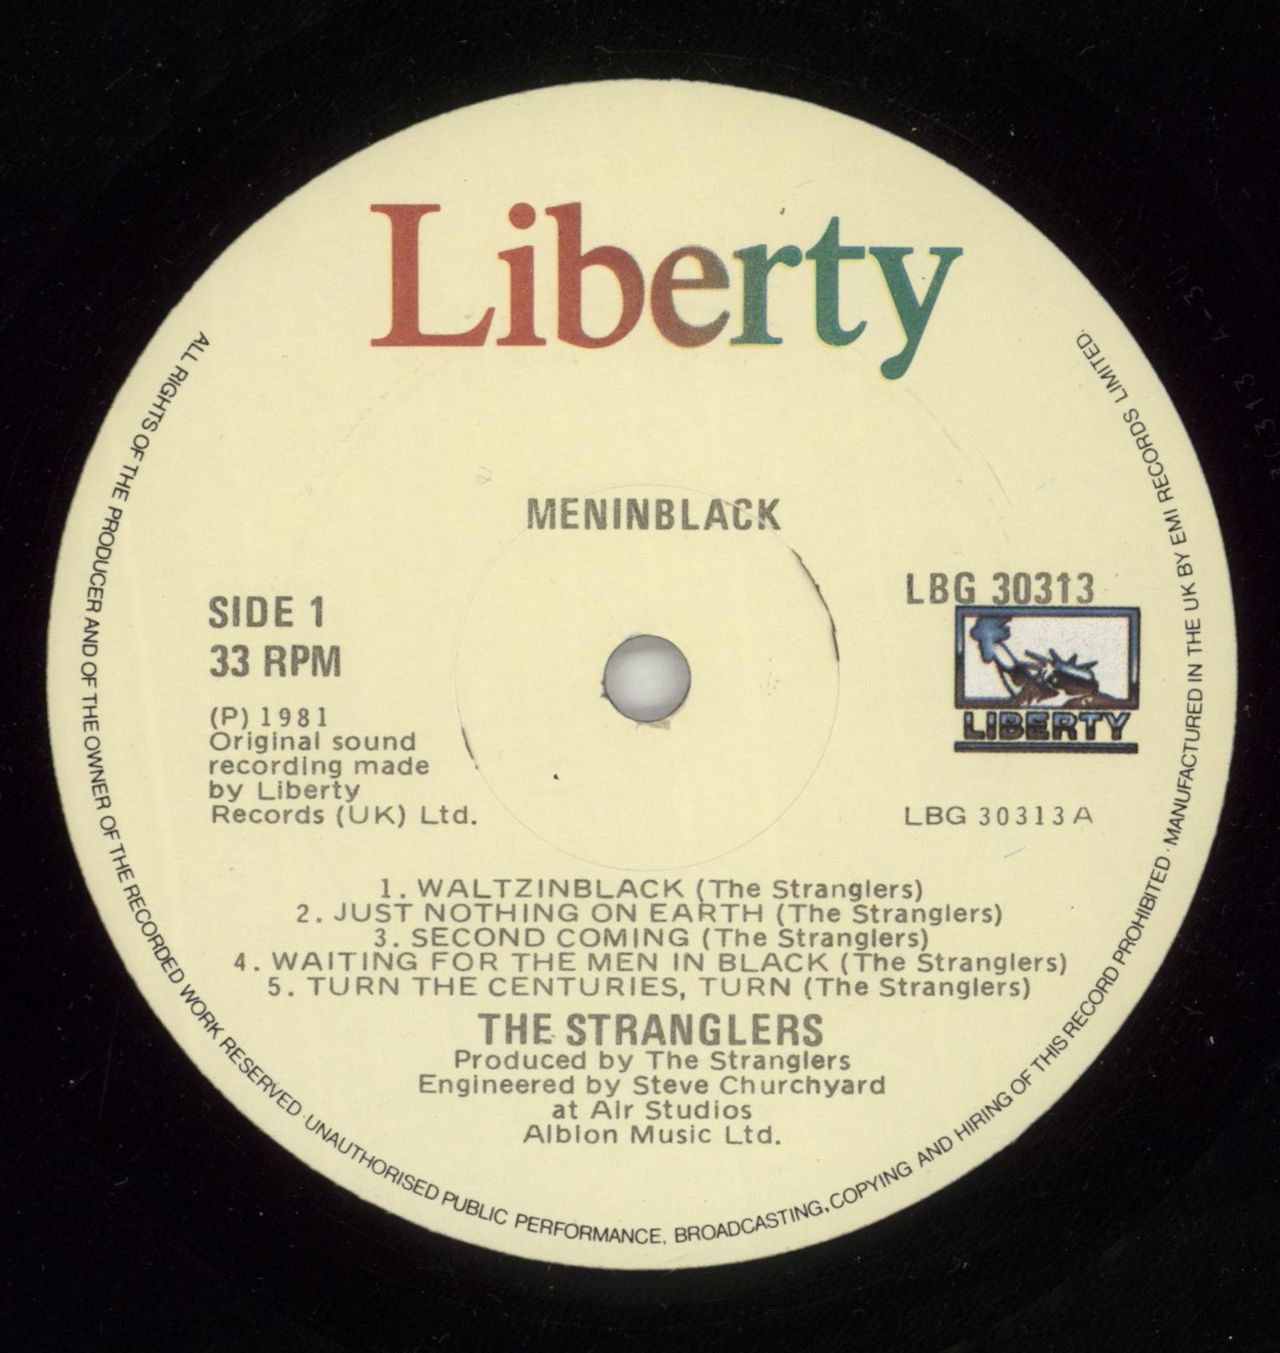 Liberty
MENINBLACK
SIDE 1
33 RPM
LBG 30313
LIBERTY
(P) 1981
Original sound
recording made
by Liberty
Records (UK) Ltd.
LBG 30313 A
1. WALTZINBLACK (The Stranglers)
2. JUST NOTHING ON EARTH (The Stranglers)
3. SECOND COMING (The Stranglers)
4. WAITING FOR THE MEN IN BLACK (The Stranglers)
5. TURN THE CENTURIES, TURN (The Stranglers)
THE STRANGLERS
Produced by The Stranglers
Engineered by Steve Churchyard
at Air Studios
Albion Music Ltd.
ALL RIGHTS OF THE PRODUCER AND OF THE OWNER OF THE RECORDED WORK RESERVED · UNAUTHORISED PUBLIC PERFORMANCE, BROADCASTING, COPYING AND HIRING OF THIS RECORD PROHIBITED · MANUFACTURED IN THE UK BY EMI RECORDS LIMITED.